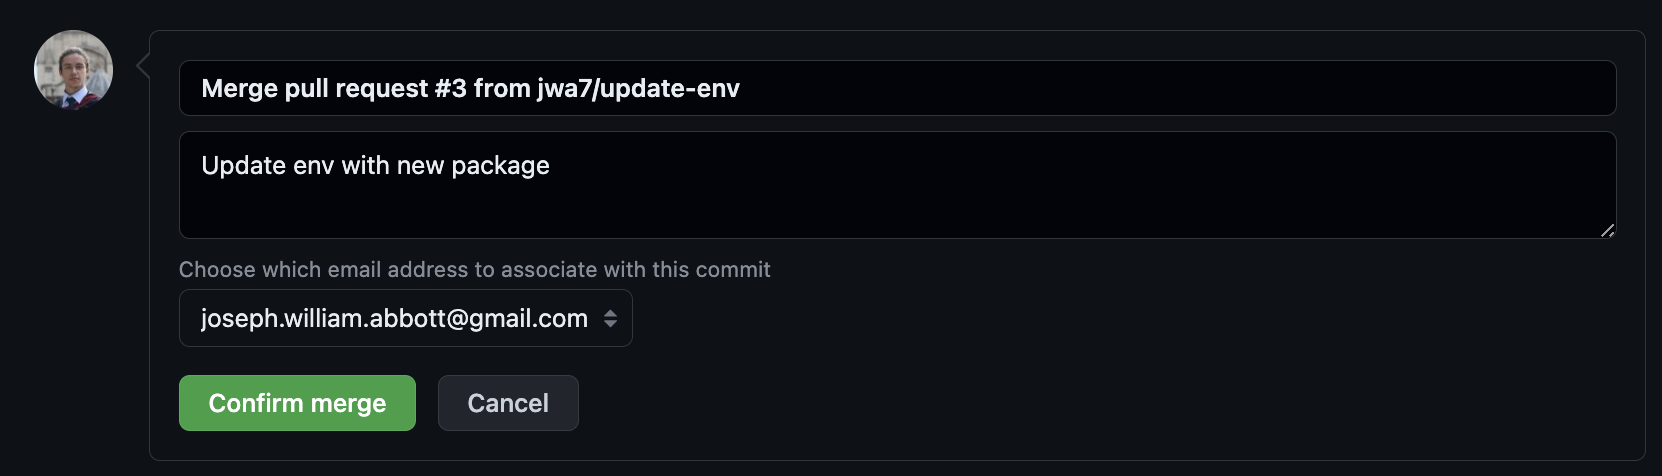 Merge pull request #3 from jwa7/update-env
Update env with new package
Choose which email address to associate with this commit
joseph.william.abbott@gmail.com
Confirm merge
Cancel